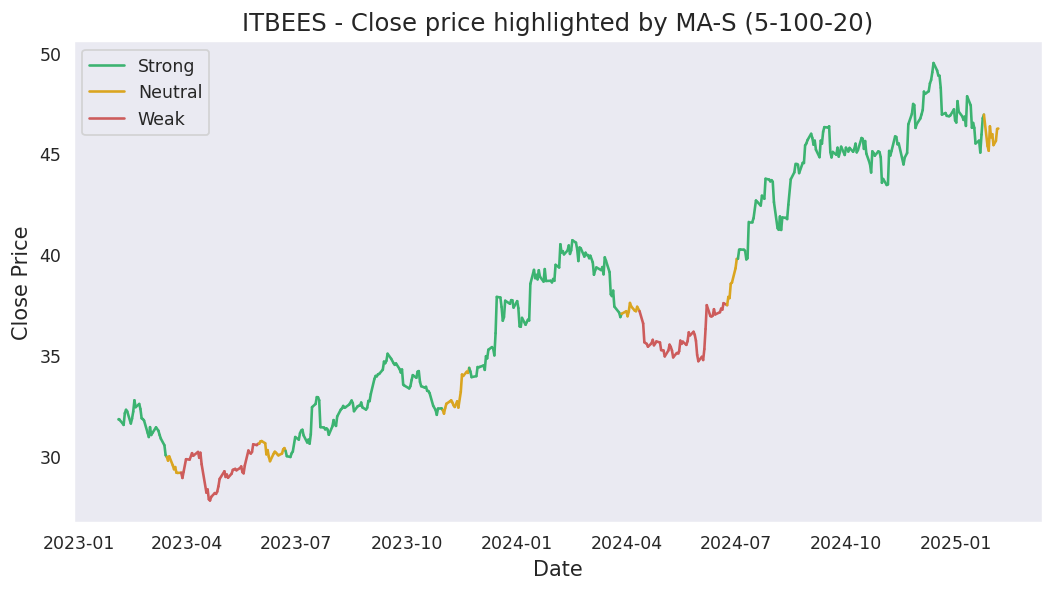 ITBEES - Close price highlighted by MA-S (5-100-20)
Strong
Neutral
Weak
Close Price
50
45
40
35
30
2023-01 2023-04 2023-07 2023-10 2024-01 2024-04 2024-07 2024-10 2025-01
Date